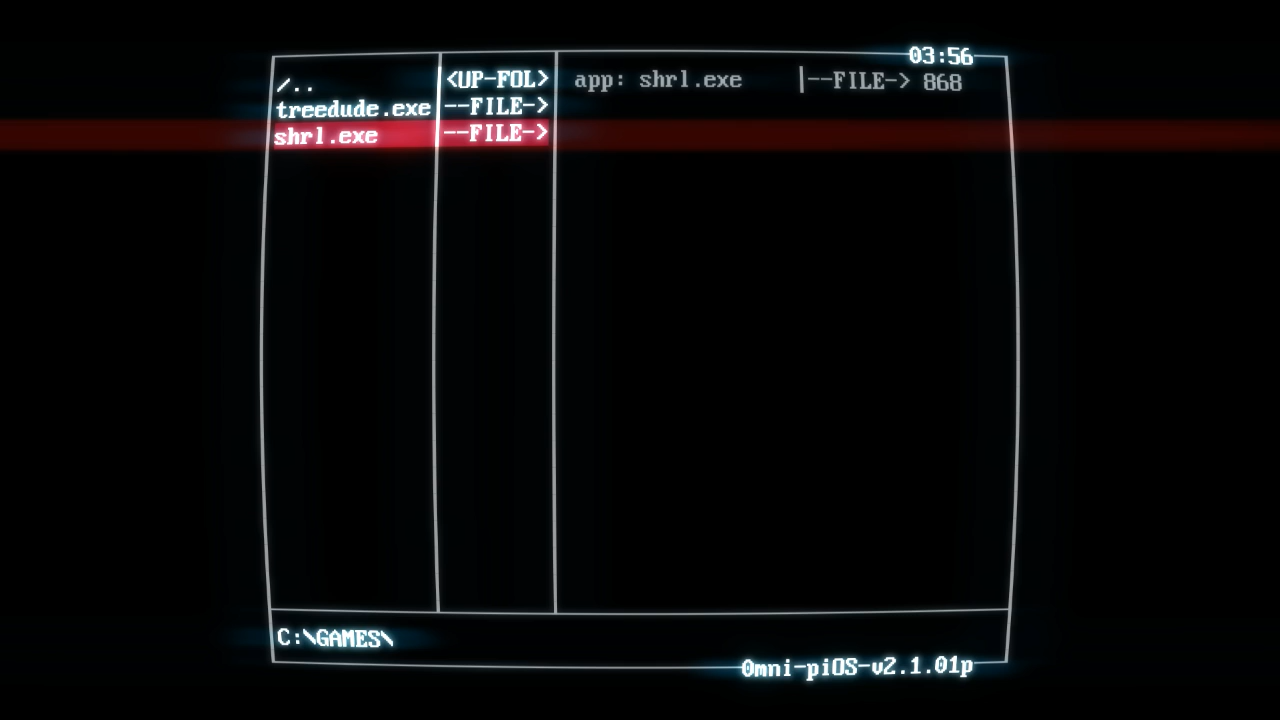 03:56
/.. <UP-FOL> app: shrl.exe |--FILE-> 868
treedude.exe --FILE->
shrl.exe --FILE->
C:\GAMES\
0mni-piOS-v2.1.01p